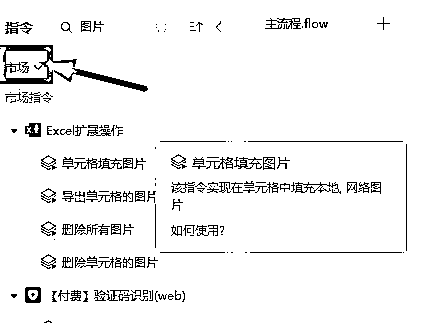 指令
图片
主流程.flow
市场
市场指令
Excel扩展操作
单元格填充图片
导出单元格的图片
删除所有图片
删除单元格的图片
【付费】验证码识别(web)
单元格填充图片
该指令实现在单元格中填充本地, 网络图
片
如何使用?